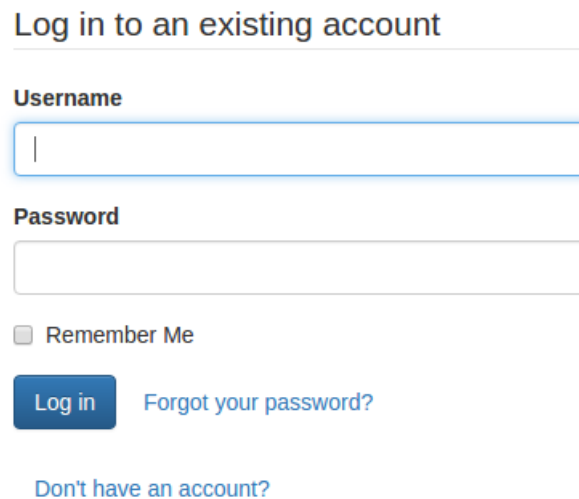 Log in to an existing account
Username
Password
Remember Me
Log in Forgot your password?
Don't have an account?